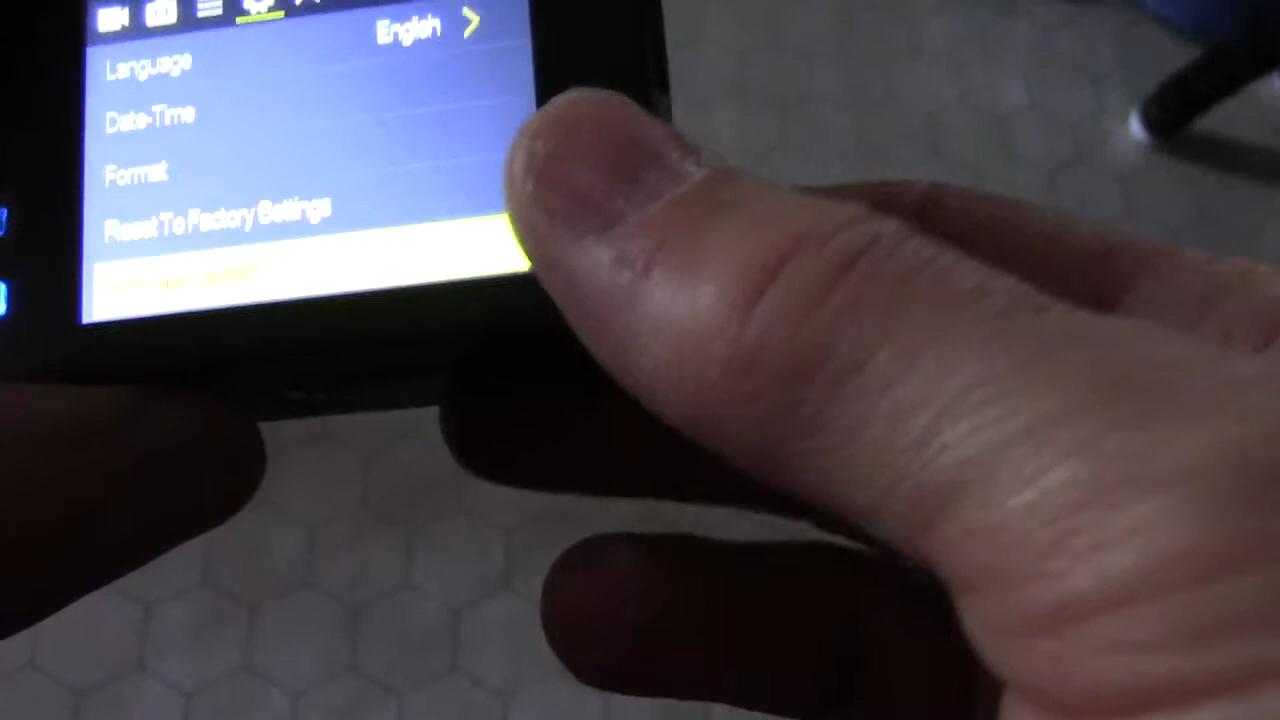 English
Language
Date-Time
Format
Reset To Factory Settings